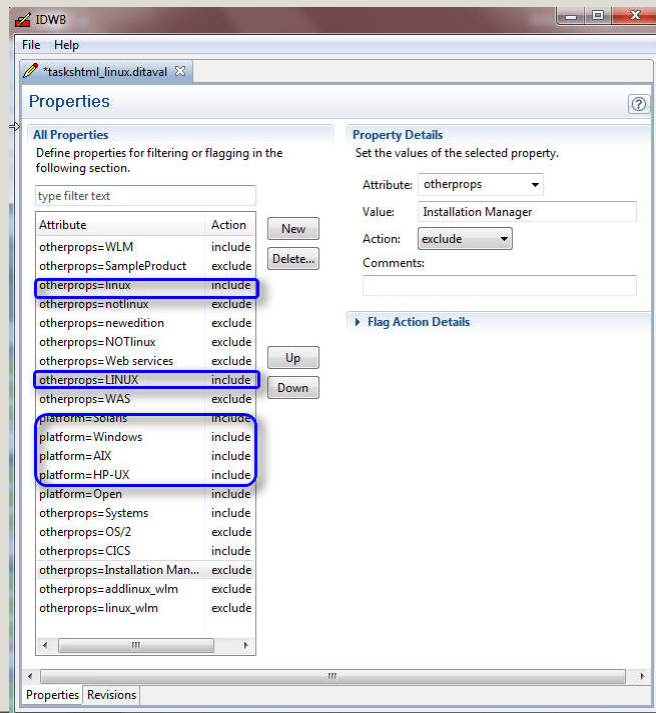 IDWB
File Help
*taskshtml_linux.ditaval
Properties
All Properties
Define properties for filtering or flagging in the
following section.
type filter text
Attribute Action
otherprops=WLM include
otherprops=SampleProduct exclude
otherprops=linux include
otherprops=notlinux exclude
otherprops=newedition exclude
otherprops=NOTlinux exclude
otherprops=Web services exclude
otherprops=LINUX include
otherprops=WAS exclude
platform=Solaris include
platform=Windows include
platform=AIX include
platform=HP-UX include
platform=Open include
otherprops=Systems include
otherprops=OS/2 exclude
otherprops=CICS include
otherprops=Installation Man... exclude
otherprops=addlinux_wlm exclude
otherprops=linux_wlm exclude
New
Delete...
Up
Down
Property Details
Set the values of the selected property.
Attribute: otherprops
Value: Installation Manager
Action: exclude
Comments:
Flag Action Details
Properties Revisions